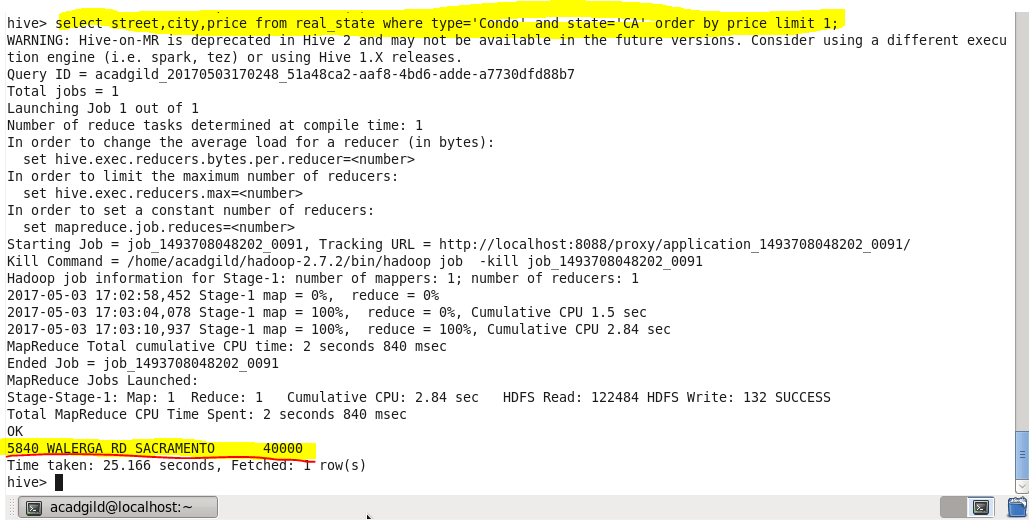 hive> select street,city,price from real_state where type='Condo' and state='CA' order by price limit 1;
WARNING: Hive-on-MR is deprecated in Hive 2 and may not be available in the future versions. Consider using a different execu
tion engine (i.e. spark, tez) or using Hive 1.X releases.
Query ID = acadgild_20170503170248_51a48ca2-aaf8-4bd6-adde-a7730dfd88b7
Total jobs = 1
Launching Job 1 out of 1
Number of reduce tasks determined at compile time: 1
In order to change the average load for a reducer (in bytes):
  set hive.exec.reducers.bytes.per.reducer=<number>
In order to limit the maximum number of reducers:
  set hive.exec.reducers.max=<number>
In order to set a constant number of reducers:
  set mapreduce.job.reduces=<number>
Starting Job = job_1493708048202_0091, Tracking URL = http://localhost:8088/proxy/application_1493708048202_0091/
Kill Command = /home/acadgild/hadoop-2.7.2/bin/hadoop job  -kill job_1493708048202_0091
Hadoop job information for Stage-1: number of mappers: 1; number of reducers: 1
2017-05-03 17:02:58,452 Stage-1 map = 0%,  reduce = 0%
2017-05-03 17:03:04,078 Stage-1 map = 100%,  reduce = 0%, Cumulative CPU 1.5 sec
2017-05-03 17:03:10,937 Stage-1 map = 100%,  reduce = 100%, Cumulative CPU 2.84 sec
MapReduce Total cumulative CPU time: 2 seconds 840 msec
Ended Job = job_1493708048202_0091
MapReduce Jobs Launched:
Stage-Stage-1: Map: 1  Reduce: 1   Cumulative CPU: 2.84 sec   HDFS Read: 122484 HDFS Write: 132 SUCCESS
Total MapReduce CPU Time Spent: 2 seconds 840 msec
OK
5840 WALERGA RD SACRAMENTO      40000
Time taken: 25.166 seconds, Fetched: 1 row(s)
hive>
acadgild@localhost:~